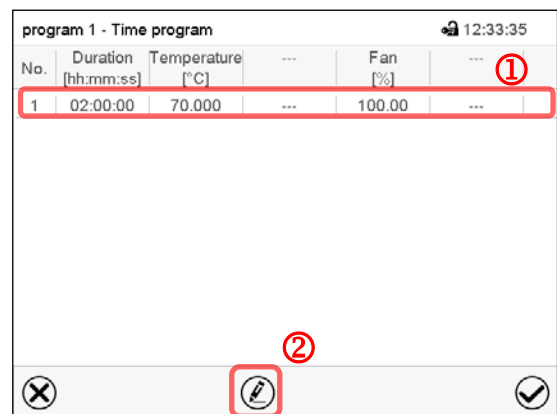 program 1 - Time program 12:33:35
No. Duration [hh:mm:ss] Temperature [°C] --- Fan [%] ---
①
1 02:00:00 70.000 --- 100.00 ---
②